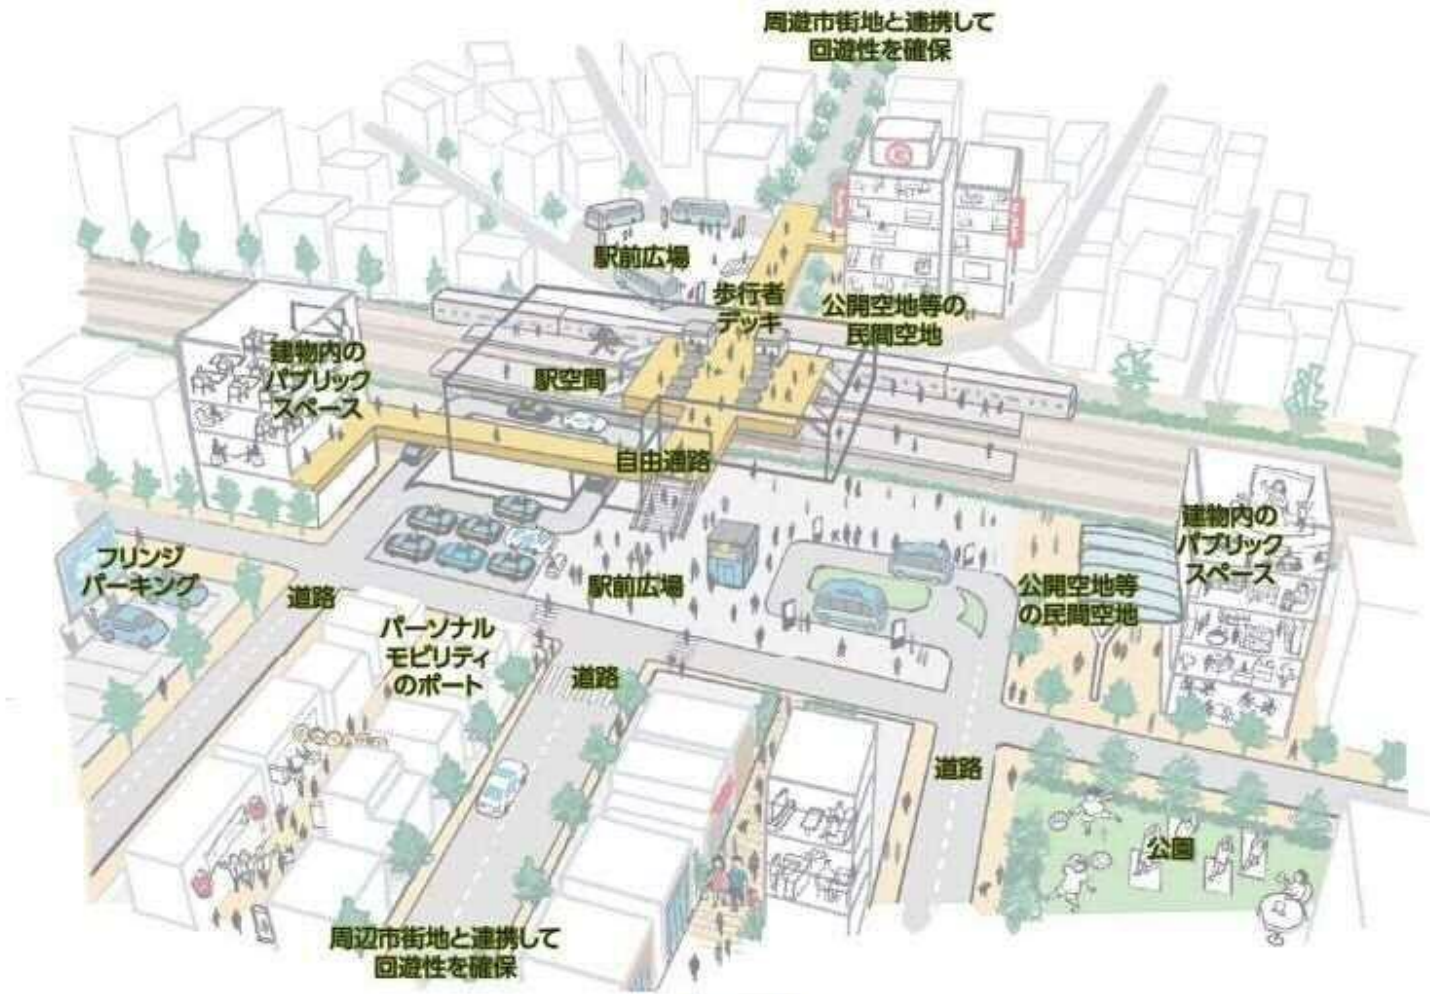 周遊市街地と連携して
回遊性を確保
駅前広場
歩行者
デッキ
公開空地等の
民間空地
建物内の
パブリック
スペース
駅空間
自由通路
フリンジ
パーキング
道路
パーソナル
モビリティ
のポート
駅前広場
道路
公開空地等
の民間空地
建物内の
パブリック
スペース
道路
公園
周辺市街地と連携して
回遊性を確保